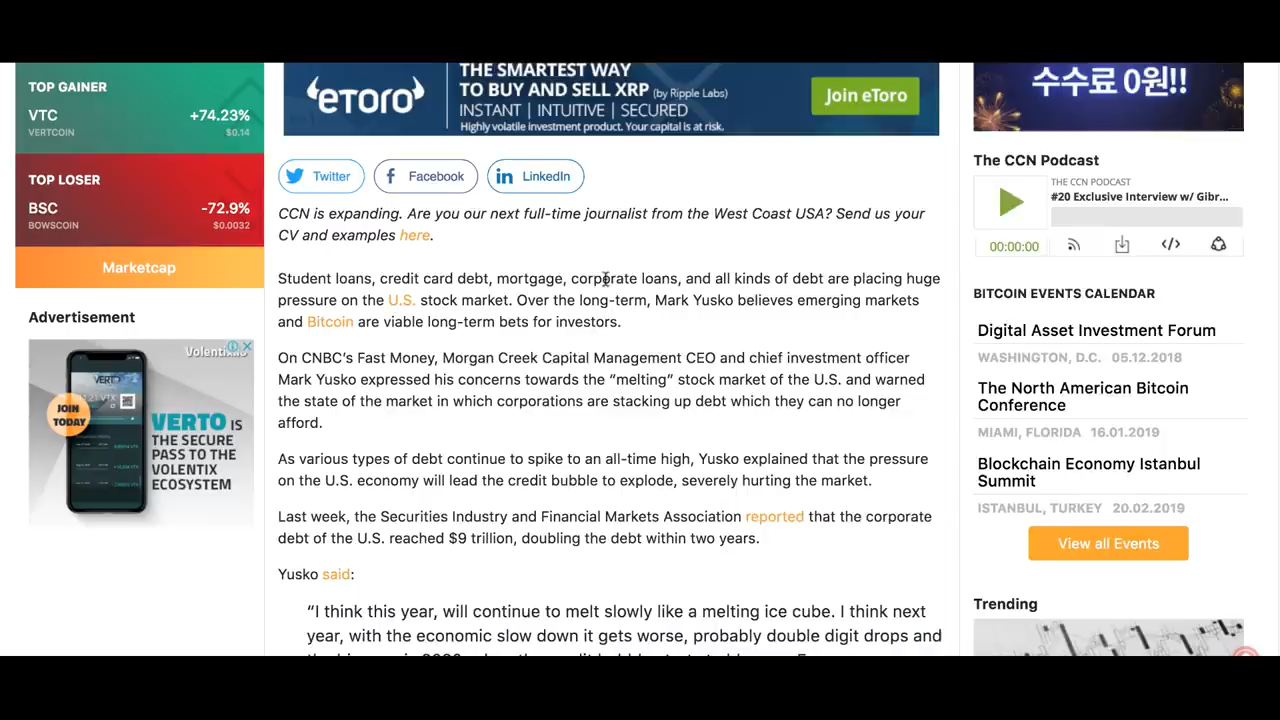 TOP GAINER
VTC +74.23%
VERTCOIN $0.14
TOP LOSER
BSC -72.9%
BOWSCOIN $0.0032
Marketcap
Advertisement
Volentix.io
VERT
JOIN
TODAY
VERTO IS
THE SECURE
PASS TO THE
VOLENTIX
ECOSYSTEM
eToro
THE SMARTEST WAY
TO BUY AND SELL XRP (by Ripple Labs)
INSTANT | INTUITIVE | SECURED
Highly volatile investment product. Your capital is at risk.
Join eToro
Twitter
Facebook
LinkedIn
CCN is expanding. Are you our next full-time journalist from the West Coast USA? Send us your
CV and examples here.
Student loans, credit card debt, mortgage, corporate loans, and all kinds of debt are placing huge
pressure on the U.S. stock market. Over the long-term, Mark Yusko believes emerging markets
and Bitcoin are viable long-term bets for investors.
On CNBC’s Fast Money, Morgan Creek Capital Management CEO and chief investment officer
Mark Yusko expressed his concerns towards the “melting” stock market of the U.S. and warned
the state of the market in which corporations are stacking up debt which they can no longer
afford.
As various types of debt continue to spike to an all-time high, Yusko explained that the pressure
on the U.S. economy will lead the credit bubble to explode, severely hurting the market.
Last week, the Securities Industry and Financial Markets Association reported that the corporate
debt of the U.S. reached $9 trillion, doubling the debt within two years.
Yusko said:
“I think this year, will continue to melt slowly like a melting ice cube. I think next
year, with the economic slow down it gets worse, probably double digit drops and
수수료 0원!!
The CCN Podcast
THE CCN PODCAST
#20 Exclusive Interview w/ Gibr...
00:00:00
BITCOIN EVENTS CALENDAR
Digital Asset Investment Forum
WASHINGTON, D.C. 05.12.2018
The North American Bitcoin
Conference
MIAMI, FLORIDA 16.01.2019
Blockchain Economy Istanbul
Summit
ISTANBUL, TURKEY 20.02.2019
View all Events
Trending